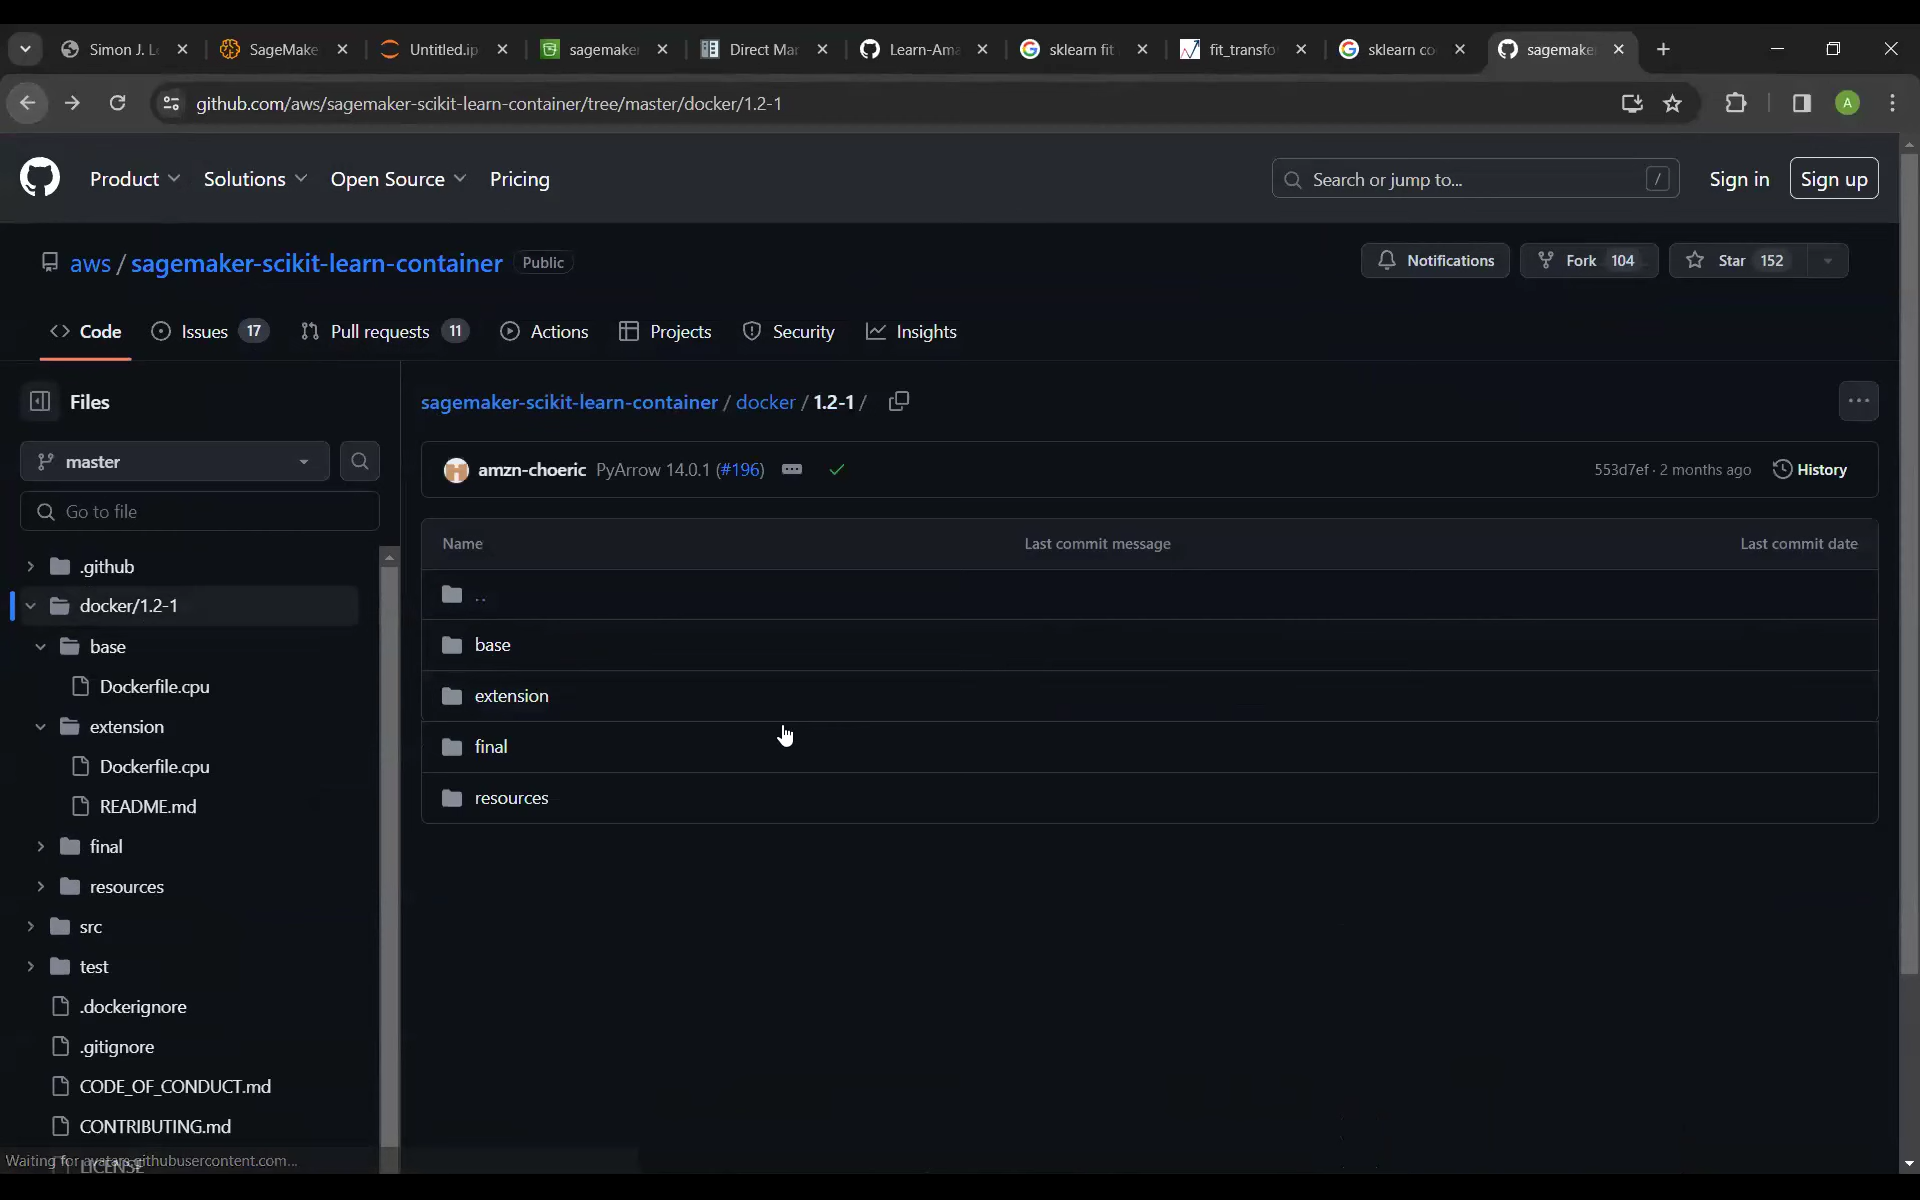 Simon J. L
SageMake
Untitled.ip
sagemake
Direct Mar
Learn-Ama
sklearn fit
fit_transfo
sklearn co
sagemake
github.com/aws/sagemaker-scikit-learn-container/tree/master/docker/1.2-1
A
Product
Solutions
Open Source
Pricing
Search or jump to...
/
Sign in
Sign up
aws / sagemaker-scikit-learn-container
Public
Notifications
Fork 104
Star 152
Code
Issues 17
Pull requests 11
Actions
Projects
Security
Insights
Files
sagemaker-scikit-learn-container / docker / 1.2-1 /
master
amzn-choeric PyArrow 14.0.1 (#196)
553d7ef · 2 months ago
History
Go to file
Name
Last commit message
Last commit date
..
base
extension
final
resources
.github
docker/1.2-1
base
Dockerfile.cpu
extension
Dockerfile.cpu
README.md
final
resources
src
test
.dockerignore
.gitignore
CODE_OF_CONDUCT.md
CONTRIBUTING.md
LICENSE
Waiting for avatars.githubusercontent.com...